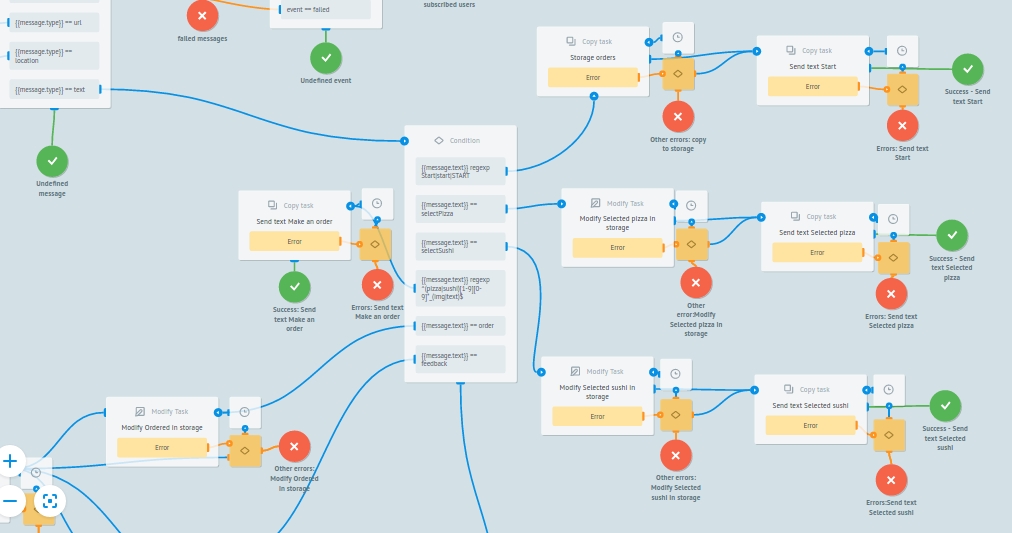 subscribed users
{{message.type}} == url
{{message.type}} ==
location
{{message.type}} == text
failed messages
event == failed
Undefined event
Undefined
message
Copy task
Storage orders
Error
Other errors: copy
to storage
Copy task
Send text Start
Error
Success - Send
text Start
Errors: Send text
Start
Condition
{{message.text}} regexp
Start|start|START
{{message.text}} ==
selectPizza
{{message.text}} ==
selectSushi
{{message.text}} regexp
{{message.text}} == order
{{message.text}} ==
feedback
Copy task
Send text Make an order
Error
Success: Send
text Make an
order
Errors: Send text
Make an order
Modify Task
Modify Selected pizza in
storage
Error
Other
error:Modify
Selected pizza in
storage
Copy task
Send text Selected pizza
Error
Success - Send
text Selected
pizza
Errors: Send text
Selected pizza
Modify Task
Modify Selected sushi in
storage
Error
Other errors:
Modify Selected
sushi in storage
Copy task
Send text Selected sushi
Error
Success - Send
text Selected
sushi
Errors:Send text
Selected sushi
Modify Task
Modify Ordered in storage
Error
Other errors:
Modify Ordered
in storage